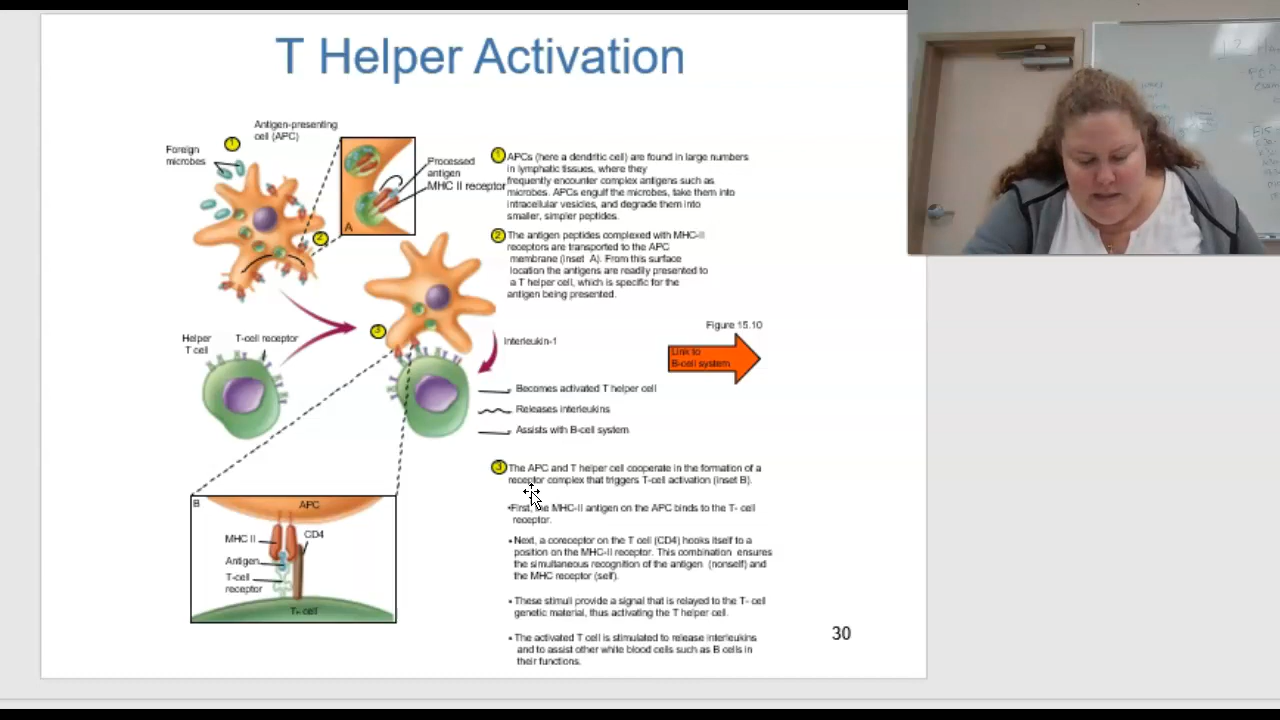 T Helper Activation
Antigen-presenting
cell (APC)
Foreign
microbes
1
2
Processed
antigen
MHC II receptor
A
1 APCs (here a dendritic cell) are found in large numbers
in lymphatic tissues, where they
frequently encounter complex antigens such as
microbes. APCs engulf the microbes, take them into
intracellular vesicles, and degrade them into
smaller, simpler peptides.
2 The antigen peptides complexed with MHC-II
receptors are transported to the APC
membrane (inset A). From this surface
location the antigens are readily presented to
a T helper cell, which is specific for the
antigen being presented.
3
Helper
T cell
T-cell receptor
Interleukin-1
Figure 15.10
Link to
B-cell system
Becomes activated T helper cell
Releases interleukins
Assists with B-cell system
3 The APC and T helper cell cooperate in the formation of a
receptor complex that triggers T-cell activation (inset B).
•First, the MHC-II antigen on the APC binds to the T- cell
receptor.
• Next, a coreceptor on the T cell (CD4) hooks itself to a
position on the MHC-II receptor. This combination ensures
the simultaneous recognition of the antigen (nonself) and
the MHC receptor (self).
• These stimuli provide a signal that is relayed to the T- cell
genetic material, thus activating the T helper cell.
• The activated T cell is stimulated to release interleukins
and to assist other white blood cells such as B cells in
their functions.
B
APC
MHC II
CD4
Antigen
T-cell
receptor
TH cell
30